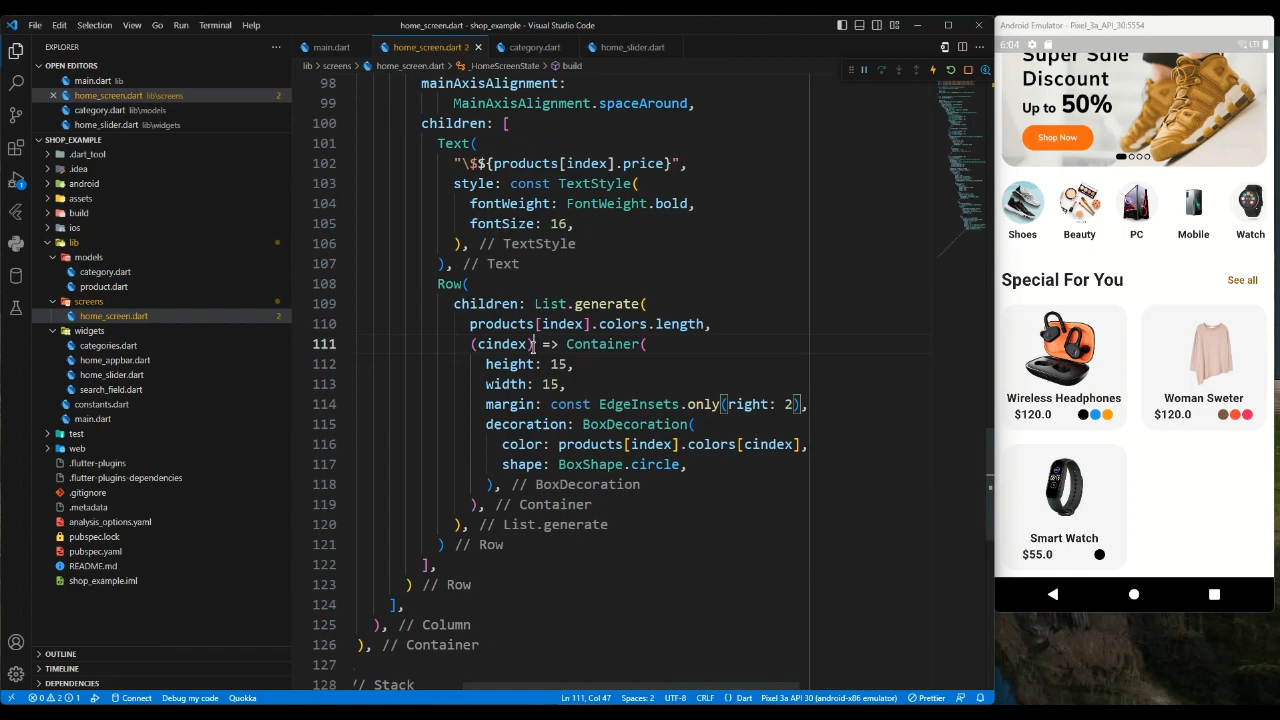 File Edit Selection View Go Run Terminal Help
home_screen.dart - shop_example - Visual Studio Code
Android Emulator - Pixel_3a_API_30:5554
EXPLORER
main.dart
home_screen.dart 2
category.dart
home_slider.dart
6:04
LTE
OPEN EDITORS
main.dart lib
home_screen.dart lib\screens 2
category.dart lib\models
home_slider.dart lib\widgets
SHOP_EXAMPLE
.dart_tool
.idea
android
assets
build
ios
lib
models
category.dart
product.dart
screens
home_screen.dart 2
widgets
categories.dart
home_appbar.dart
home_slider.dart
search_field.dart
constants.dart
main.dart
test
web
.flutter-plugins
.flutter-plugins-dependencies
.gitignore
.metadata
analysis_options.yaml
pubspec.lock
pubspec.yaml
README.md
shop_example.iml
OUTLINE
TIMELINE
DEPENDENCIES
lib > screens > home_screen.dart > _HomeScreenState > build
98 mainAxisAlignment:
99 MainAxisAlignment.spaceAround,
100 children: [
101 Text(
102 "\$${products[index].price}",
103 style: const TextStyle(
104 fontWeight: FontWeight.bold,
105 fontSize: 16,
106 ), // TextStyle
107 ), // Text
108 Row(
109 children: List.generate(
110 products[index].colors.length,
111 (cindex) => Container(
112 height: 15,
113 width: 15,
114 margin: const EdgeInsets.only(right: 2),
115 decoration: BoxDecoration(
116 color: products[index].colors[cindex],
117 shape: BoxShape.circle,
118 ), // BoxDecoration
119 ), // Container
120 ), // List.generate
121 ) // Row
122 ],
123 ) // Row
124 ],
125 ), // Column
126 ), // Container
127
128 // Stack
Super Sale
Discount
Up to 50%
Shop Now
Shoes Beauty PC Mobile Watch
Special For You See all
Wireless Headphones
$120.0
Woman Sweter
$120.0
Smart Watch
$55.0
0 2 1 Connect Debug my code Quokka
Ln 111, Col 47 Spaces: 2 UTF-8 CRLF {} Dart Pixel 3a API 30 (android-x86 emulator) Prettier